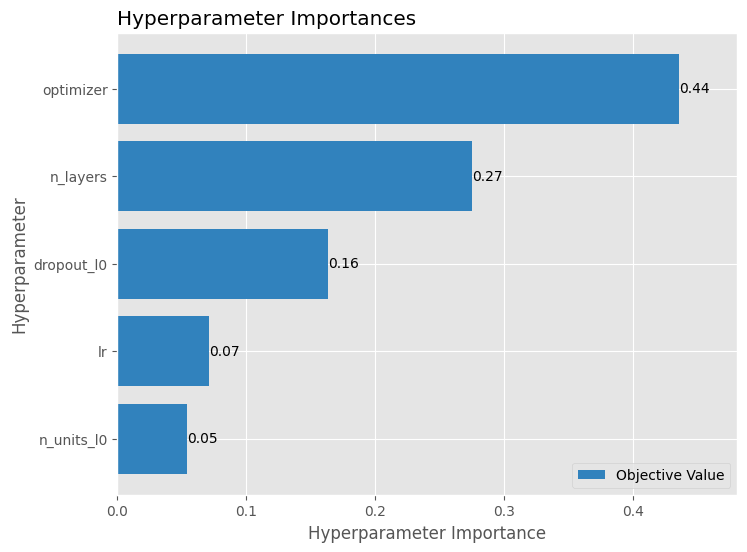 Hyperparameter Importances
Hyperparameter
optimizer
0.44
n_layers
0.27
dropout_l0
0.16
lr
0.07
n_units_l0
0.05
Objective Value
0.0 0.1 0.2 0.3 0.4
Hyperparameter Importance